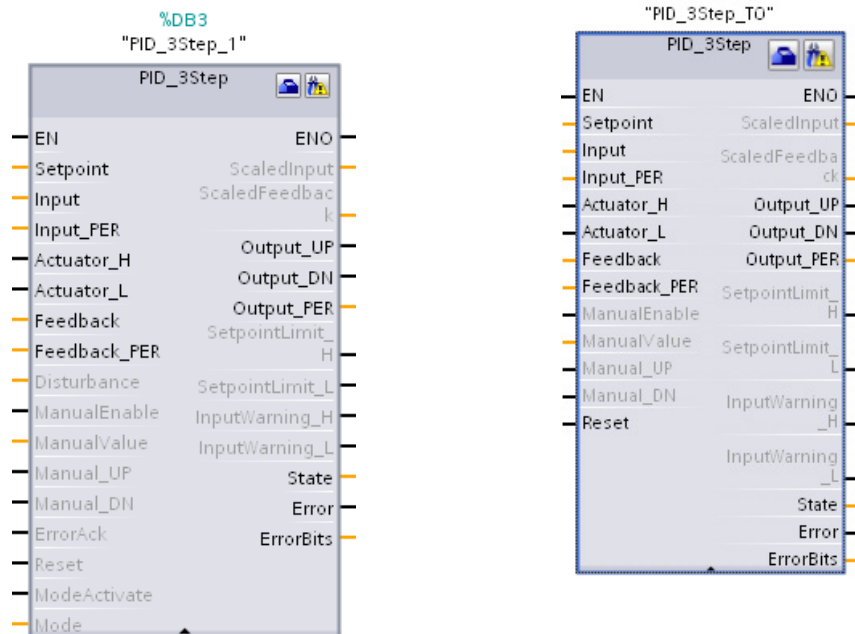 %DB3
"PID_3Step_1"
PID_3Step
EN
ENO
Setpoint
ScaledInput
Input
ScaledFeedbac
k
Input_PER
Output_UP
Actuator_H
Output_DN
Actuator_L
Output_PER
Feedback
SetpointLimit_
H
Feedback_PER
Disturbance
SetpointLimit_L
ManualEnable
InputWarning_H
ManualValue
InputWarning_L
Manual_UP
State
Manual_DN
Error
ErrorAck
ErrorBits
Reset
ModeActivate
Mode
"PID_3Step_TO"
PID_3Step
EN
ENO
Setpoint
ScaledInput
Input
ScaledFeedba
ck
Input_PER
Actuator_H
Output_UP
Actuator_L
Output_DN
Feedback
Output_PER
Feedback_PER
SetpointLimit_
H
ManualEnable
ManualValue
SetpointLimit_
L
Manual_UP
Manual_DN
InputWarning
_H
Reset
InputWarning
_L
State
Error
ErrorBits